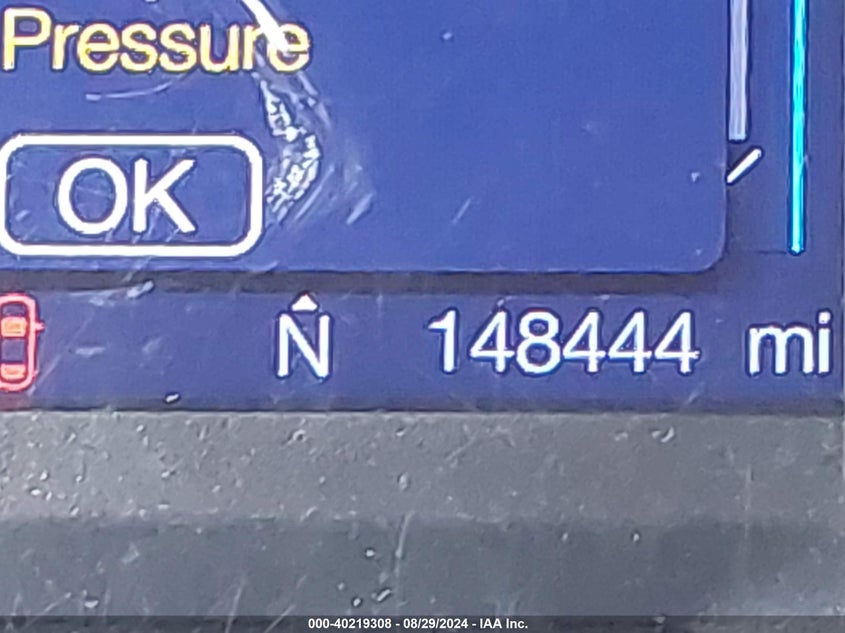 Pressure
OK
N 148444 mi
000-40219308 - 08/29/2024 - IAA Inc.